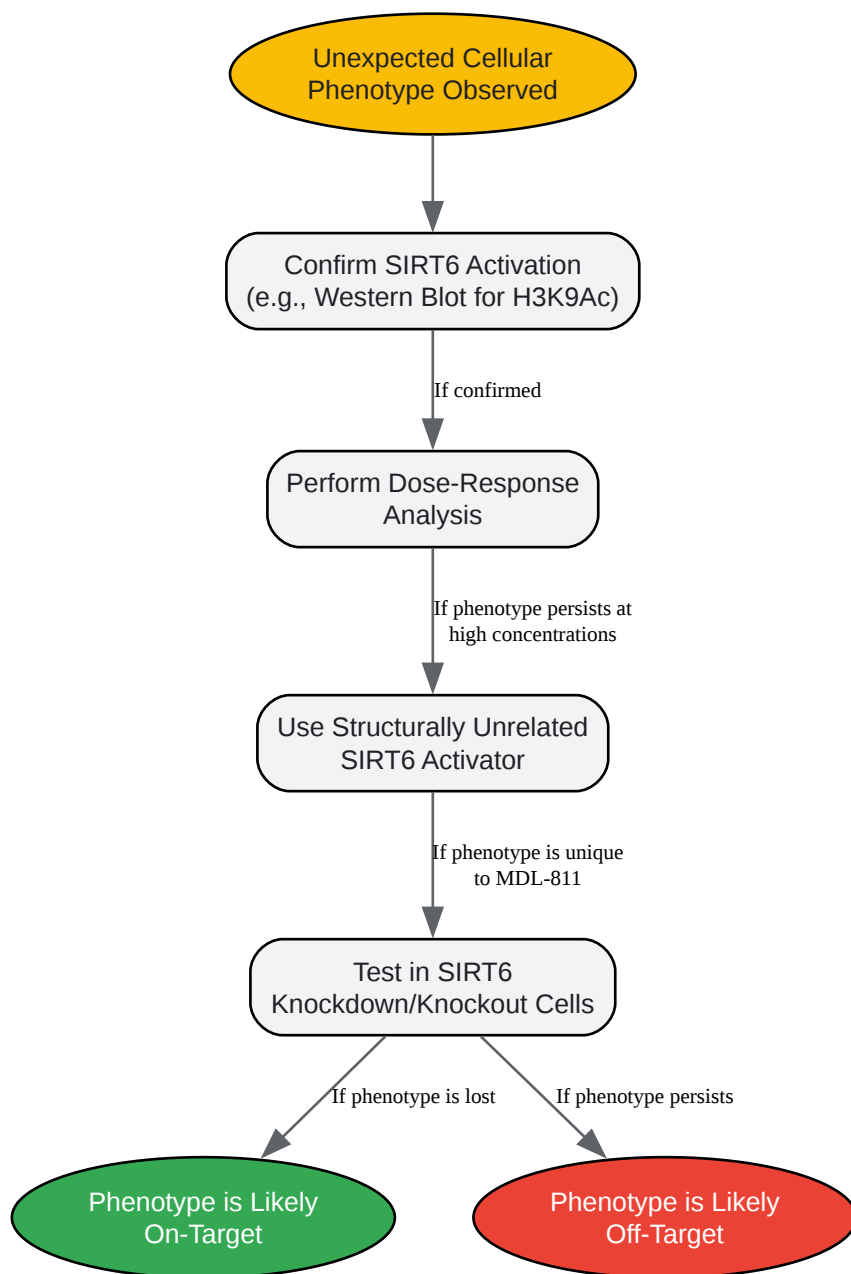 Unexpected Cellular
Phenotype Observed
Confirm SIRT6 Activation
(e.g., Western Blot for H3K9Ac)
If confirmed
Perform Dose-Response
Analysis
If phenotype persists at
high concentrations
Use Structurally Unrelated
SIRT6 Activator
If phenotype is unique
to MDL-811
Test in SIRT6
Knockdown/Knockout Cells
If phenotype is lost
If phenotype persists
Phenotype is Likely
On-Target
Phenotype is Likely
Off-Target